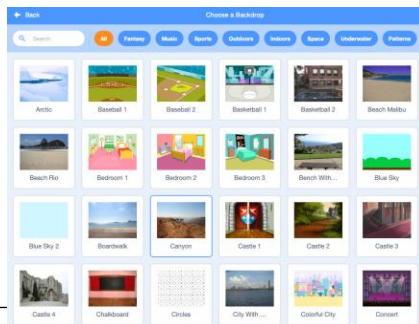 Back Choose a Backdrop
Search All Fantasy Music Sports Outdoors Indoors Space Underwater Patterns
Arctic Baseball 1 Baseball 2 Basketball 1 Basketball 2 Beach Malibu
Beach Rio Bedroom 1 Bedroom 2 Bedroom 3 Bench With... Blue Sky
Blue Sky 2 Boardwalk Canyon Castle 1 Castle 2 Castle 3
Castle 4 Chalkboard Circles City With ... Colorful City Concert